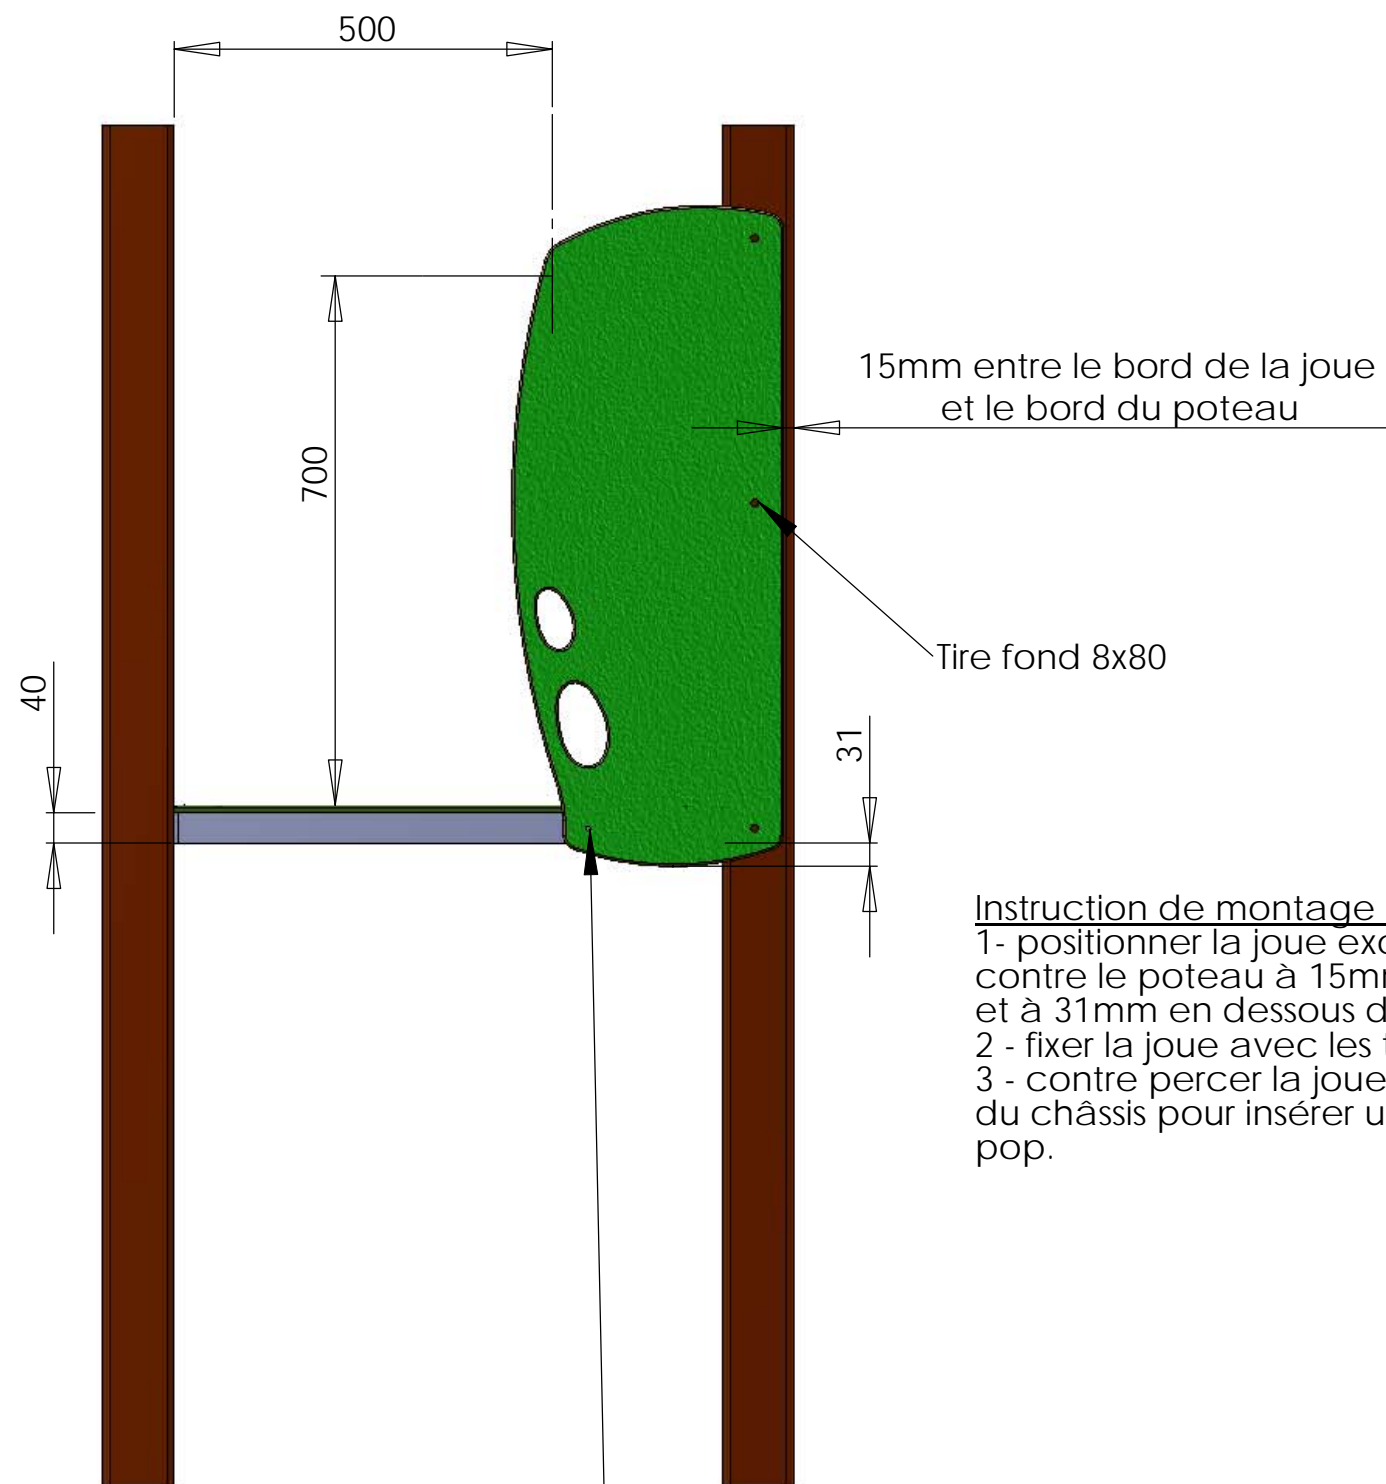 500
15mm entre le bord de la joue
et le bord du poteau
700
Tire fond 8x80
40
31
Instruction de montage
1- positionner la joue
contre le poteau à
et à 31mm en dessous
2 - fixer la joue avec les
3 - contre percer la joue
du châssis pour insérer
pop.